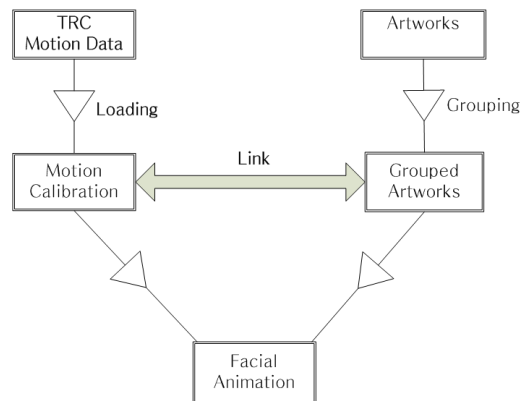 TRC
Motion Data
Artworks
Loading
Grouping
Motion
Calibration
Link
Grouped
Artworks
Facial
Animation